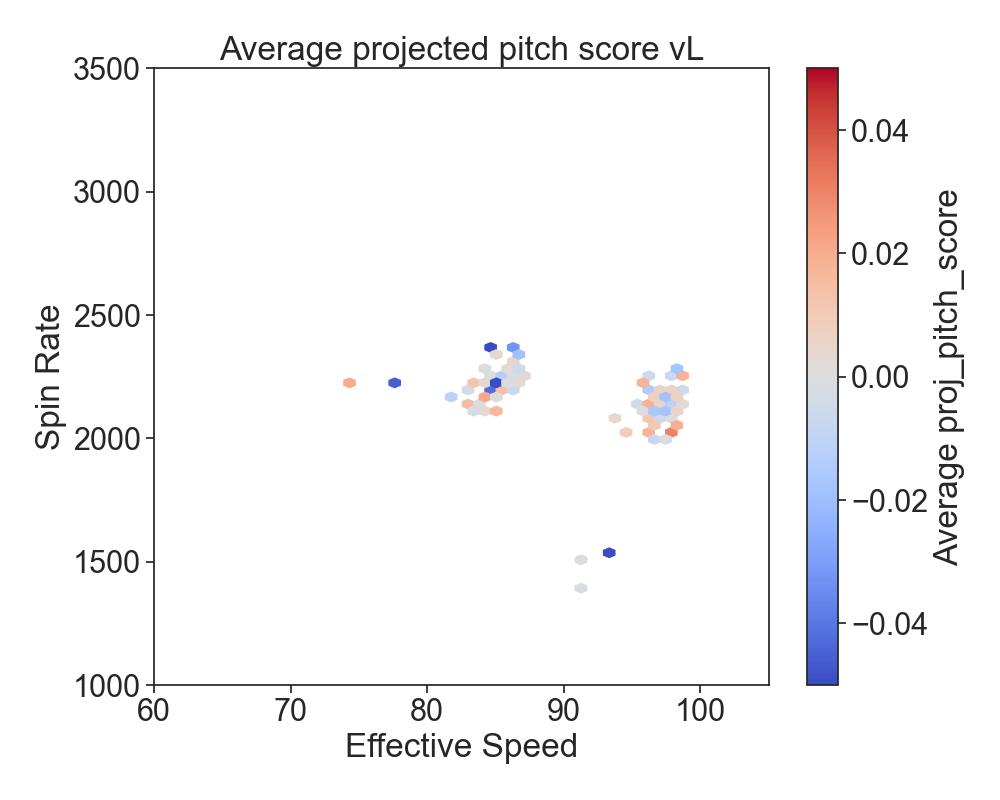 Average projected pitch score vL
3500
3000
2500
2000
1500
1000
Spin Rate
60 70 80 90 100
Effective Speed
0.04
0.02
0.00
−0.02
−0.04
Average proj_pitch_score